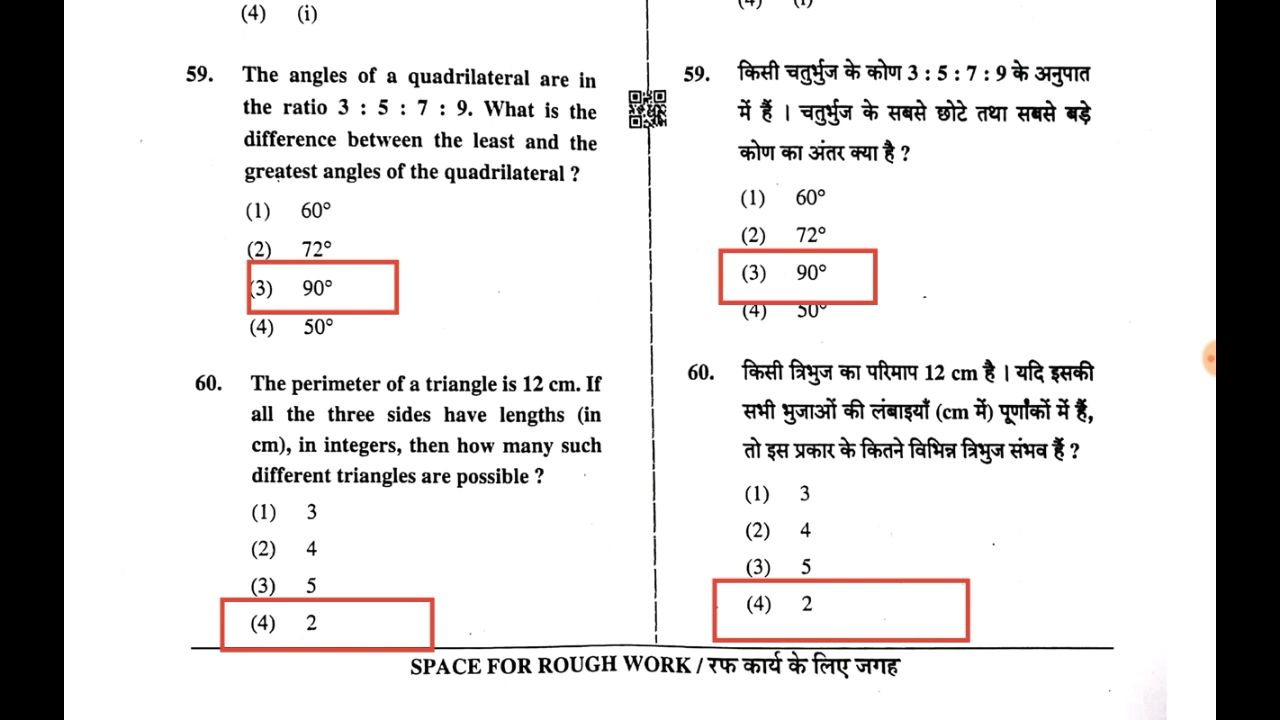 (4) (i)
59. The angles of a quadrilateral are in
the ratio 3 : 5 : 7 : 9. What is the
difference between the least and the
greatest angles of the quadrilateral ?
(1) 60°
(2) 72°
(3) 90°
(4) 50°
60. The perimeter of a triangle is 12 cm. If
all the three sides have lengths (in
cm), in integers, then how many such
different triangles are possible ?
(1) 3
(2) 4
(3) 5
(4) 2
(4) (i)
59. किसी चतुर्भुज के कोण 3 : 5 : 7 : 9 के अनुपात
में हैं । चतुर्भुज के सबसे छोटे तथा सबसे बड़े
कोण का अंतर क्या है ?
(1) 60°
(2) 72°
(3) 90°
(4) 50°
60. किसी त्रिभुज का परिमाप 12 cm है । यदि इसकी
सभी भुजाओं की लंबाइयाँ (cm में) पूर्णांकों में हैं,
तो इस प्रकार के कितने विभिन्न त्रिभुज संभव हैं ?
(1) 3
(2) 4
(3) 5
(4) 2
SPACE FOR ROUGH WORK / रफ कार्य के लिए जगह